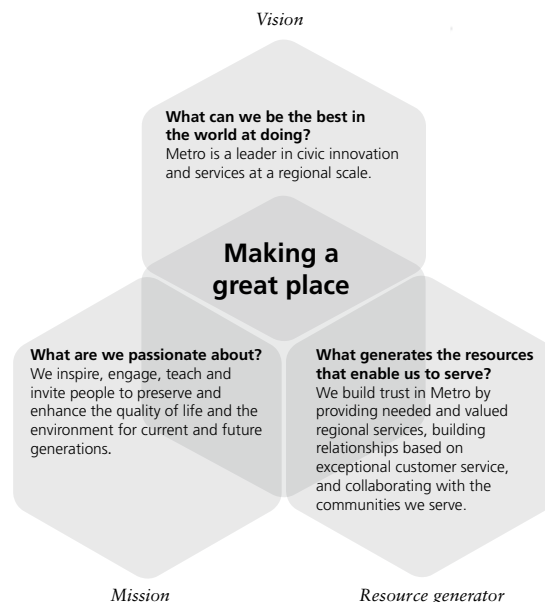 Vision
What can we be the best in
the world at doing?
Metro is a leader in civic innovation
and services at a regional scale.
Making a
great place
What are we passionate about?
We inspire, engage, teach and
invite people to preserve and
enhance the quality of life and the
environment for current and future
generations.
What generates the resources
that enable us to serve?
We build trust in Metro by
providing needed and valued
regional services, building
relationships based on
exceptional customer service,
and collaborating with the
communities we serve.
Mission
Resource generator